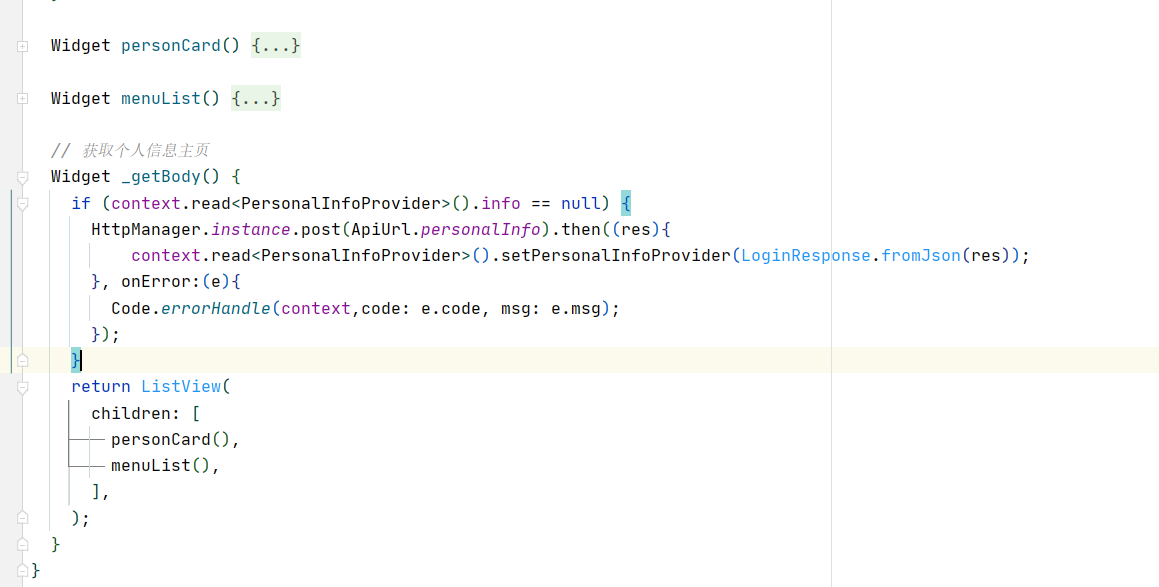 Widget personCard() {...}
Widget menuList() {...}
// 获取个人信息主页
Widget _getBody() {
if (context.read<PersonalInfoProvider>().info == null) {
HttpManager.instance.post(ApiUrl.personalInfo).then((res){
context.read<PersonalInfoProvider>().setPersonalInfoProvider(LoginResponse.fromJson(res));
}, onError:(e){
Code.errorHandle(context,code: e.code, msg: e.msg);
});
}
return ListView(
children: [
personCard(),
menuList(),
],
);
}
}